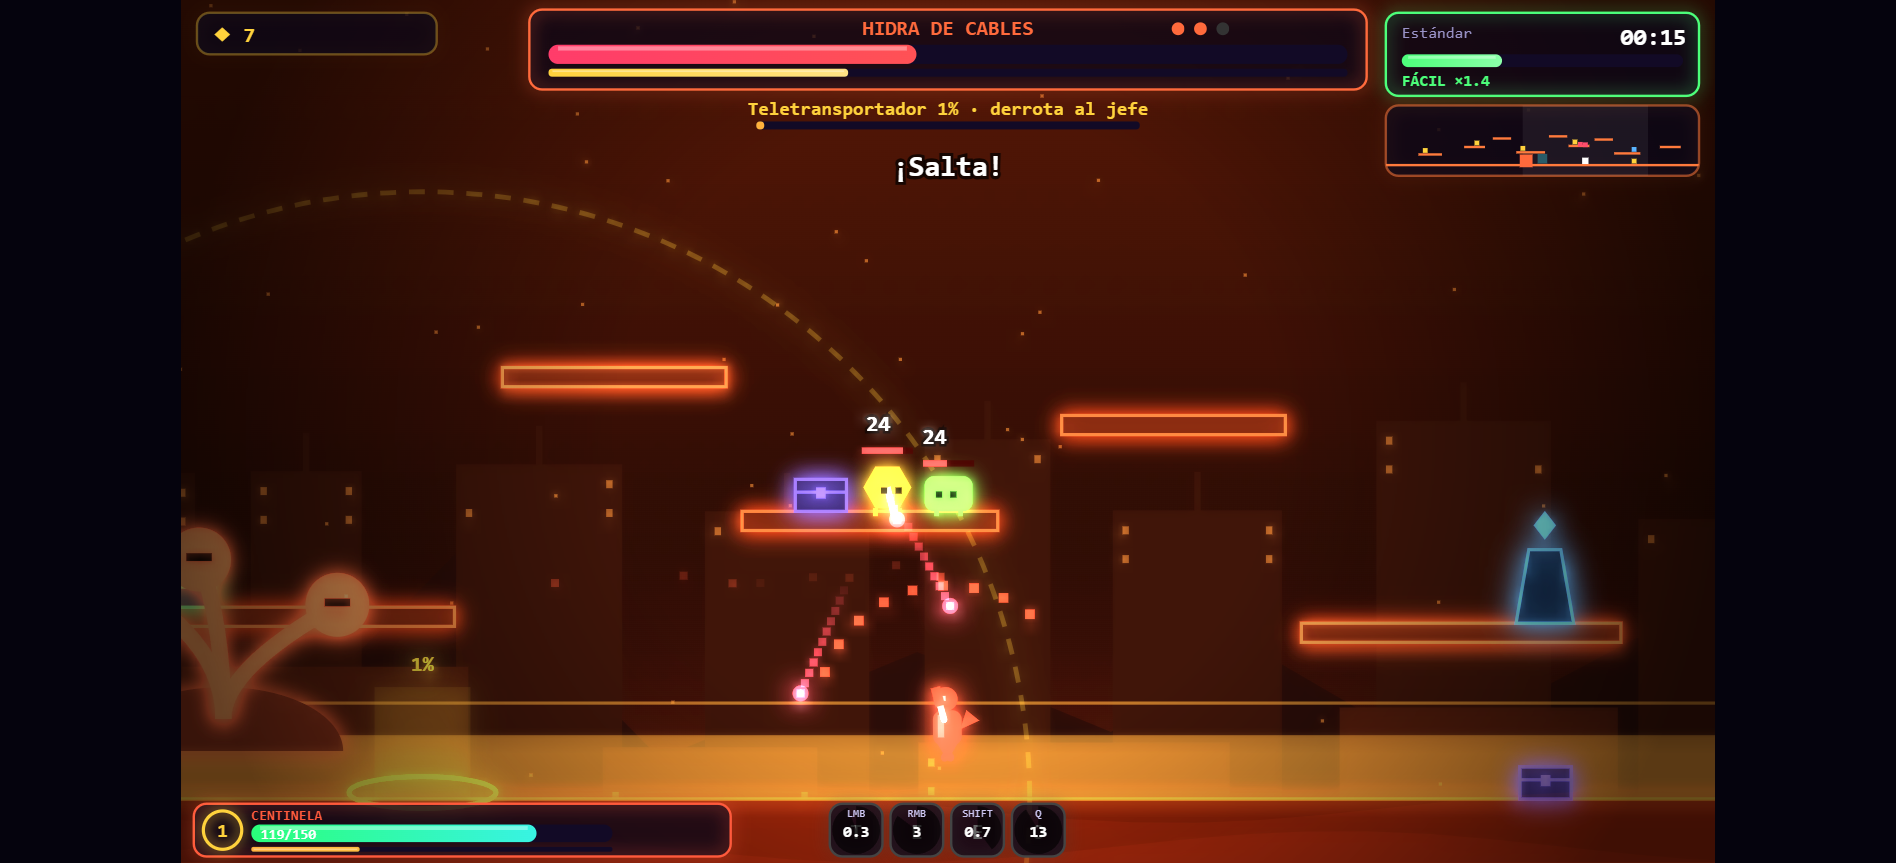 7
HIDRA DE CABLES
Estándar
00:15
FÁCIL ×1.4
Teletransportador 1% · derrota al jefe
¡Salta!
24
24
1%
1
CENTINELA
119/150
LMB
0.3
RMB
3
SHIFT
0.7
Q
13